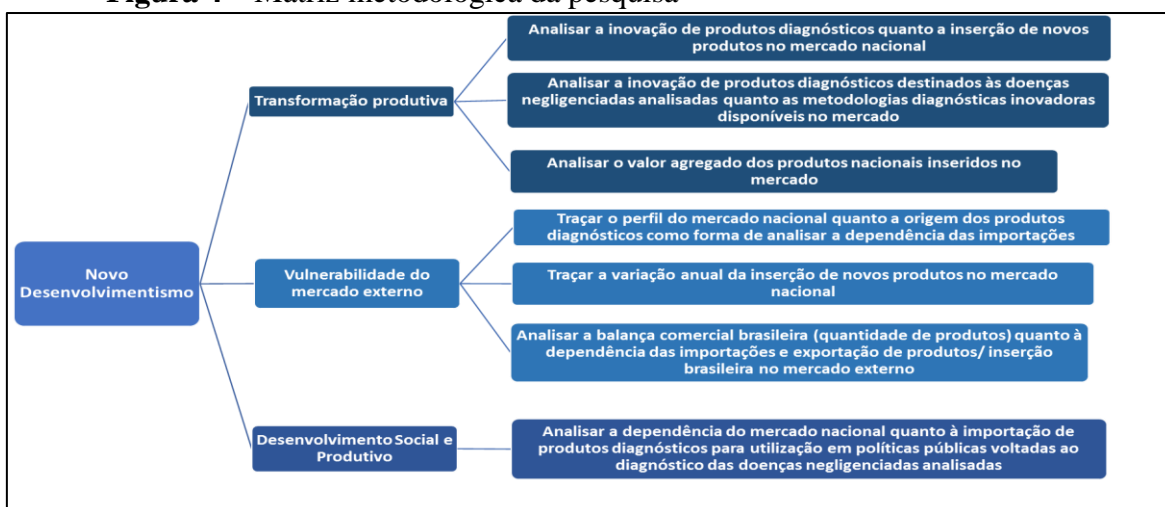 Figura 4 – Matriz metodológica da pesquisa
Analisar a inovação de produtos diagnósticos quanto a inserção de novos
produtos no mercado nacional
Transformação produtiva
Analisar a inovação de produtos diagnósticos destinados às doenças
negligenciadas analisadas quanto as metodologias diagnósticas inovadoras
disponíveis no mercado
Analisar o valor agregado dos produtos nacionais inseridos no
mercado
Novo
Desenvolvimentismo
Vulnerabilidade do
mercado externo
Traçar o perfil do mercado nacional quanto a origem dos produtos
diagnósticos como forma de analisar a dependência das importações
Traçar a variação anual da inserção de novos produtos no mercado
nacional
Analisar a balança comercial brasileira (quantidade de produtos) quanto à
dependência das importações e exportação de produtos/ inserção
brasileira no mercado externo
Desenvolvimento Social e
Produtivo
Analisar a dependência do mercado nacional quanto à importação de
produtos diagnósticos para utilização em políticas públicas voltadas ao
diagnóstico das doenças negligenciadas analisadas